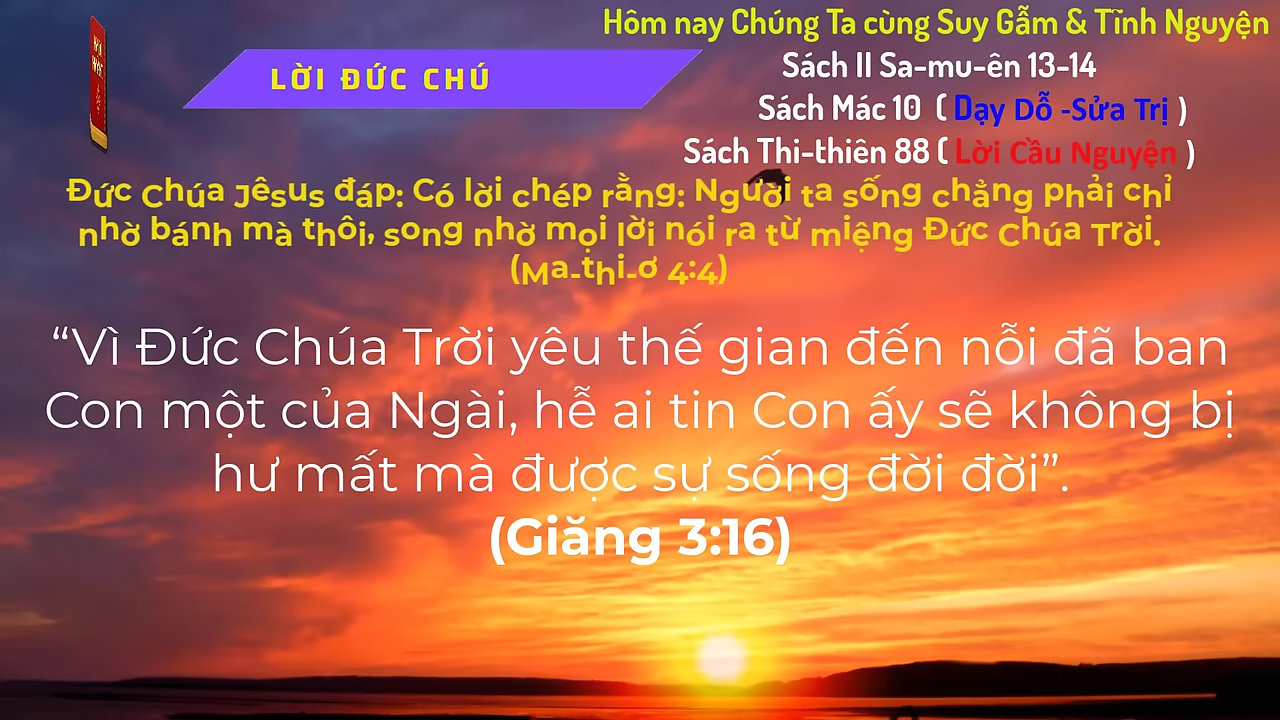 Hôm nay Chúng Ta cùng Suy Gẫm & Tĩnh Nguyện
LỜI ĐỨC CHÚ
Sách II Sa-mu-ên 13-14
Sách Mác 10 ( Dạy Dỗ -Sửa Trị )
Sách Thi-thiên 88 ( Lời Cầu Nguyện )
Đức Chúa Jêsus đáp: Có lời chép rằng: Người ta sống chẳng phải chỉ
nhờ bánh mà thôi, song nhờ mọi lời nói ra từ miệng Đức Chúa Trời.
(Ma-thi-ơ 4:4)
“Vì Đức Chúa Trời yêu thế gian đến nỗi đã ban
Con một của Ngài, hễ ai tin Con ấy sẽ không bị
hư mất mà được sự sống đời đời”.
(Giăng 3:16)